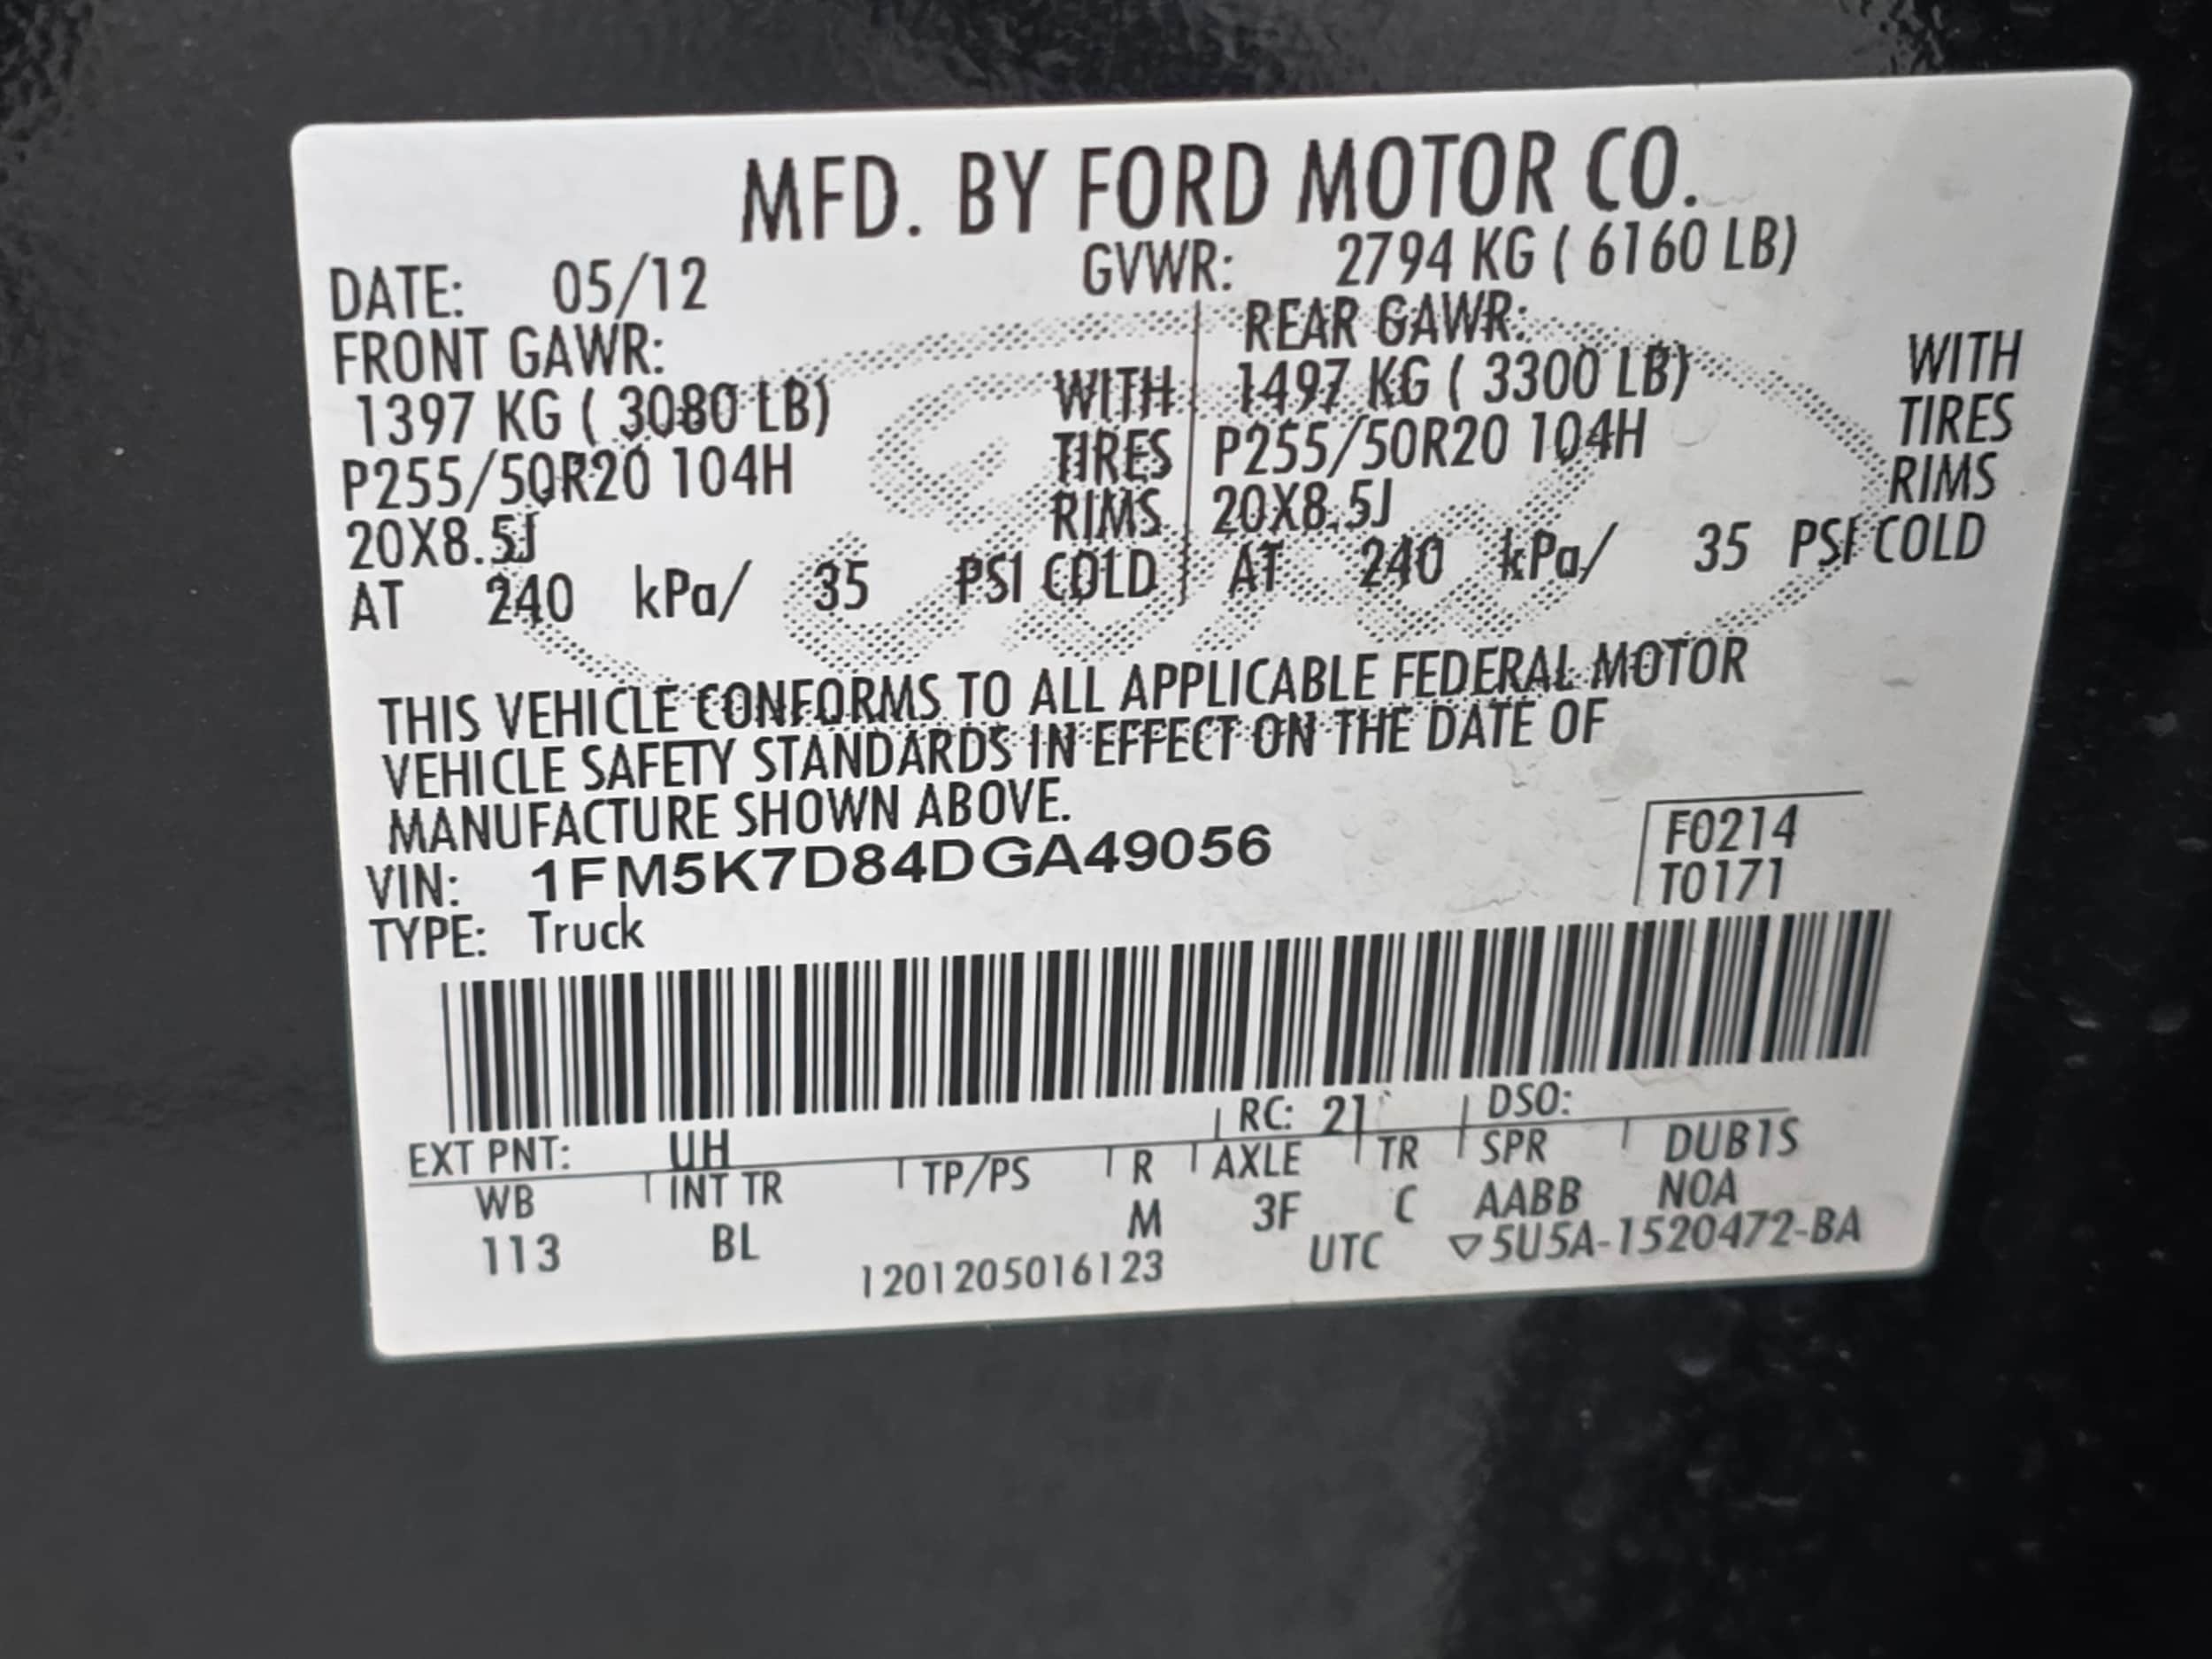 MFD. BY FORD MOTOR CO.
DATE: 05/12 GVWR: 2794 KG ( 6160 LB)
FRONT GAWR: REAR GAWR:
1397 KG ( 3080 LB) WITH 1497 KG ( 3300 LB) WITH
P255/50R20 104H TIRES P255/50R20 104H TIRES
20X8.5J RIMS 20X8.5J RIMS
AT 240 kPa/ 35 PSI COLD AT 240 kPa/ 35 PSI COLD
THIS VEHICLE CONFORMS TO ALL APPLICABLE FEDERAL MOTOR
VEHICLE SAFETY STANDARDS IN EFFECT ON THE DATE OF
MANUFACTURE SHOWN ABOVE.
VIN: 1FM5K7D84DGA49056 F0214
TYPE: Truck T0171
EXT PNT: UH RC: 21 DSO:
WB INT TR TP/PS R AXLE TR SPR DUB1S
113 BL M 3F C AABB NOA
1201205016123 UTC ▽5U5A-1520472-BA
Ford